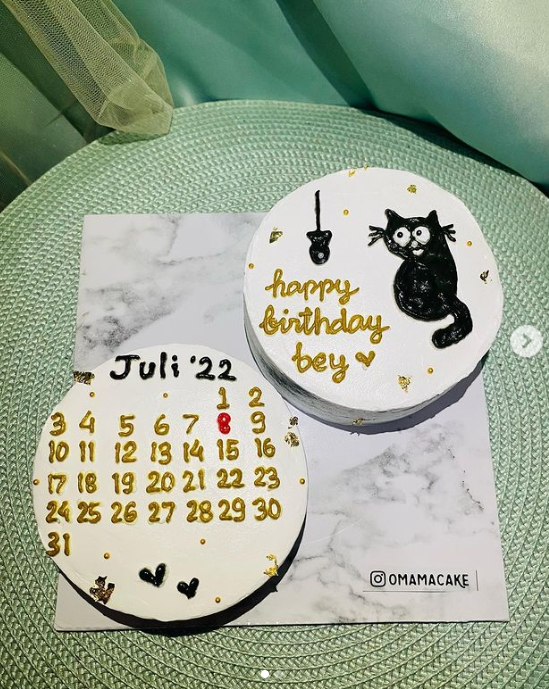 happy
birthday
bey
Juli '22
1 2
3 4 5 6 7 8 9
10 11 12 13 14 15 16
17 18 19 20 21 22 23
24 25 26 27 28 29 30
31
OMAMACAKE